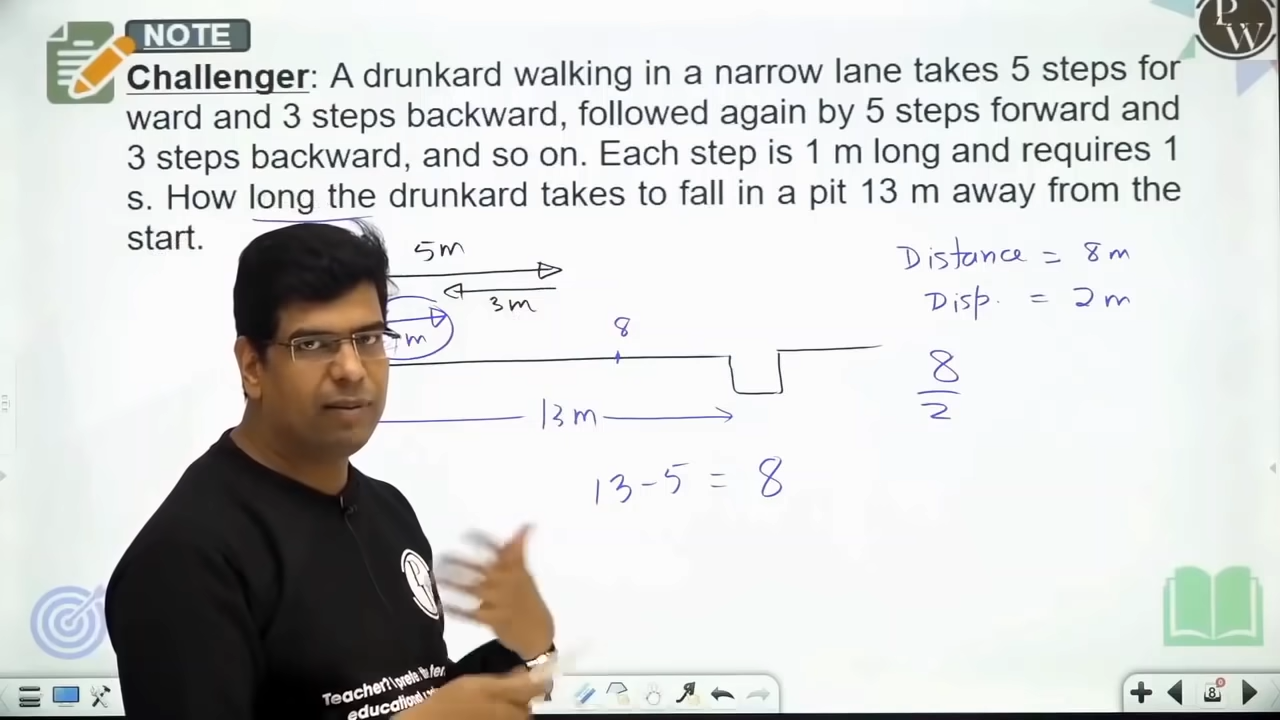 NOTE
PW
Challenger: A drunkard walking in a narrow lane takes 5 steps for
ward and 3 steps backward, followed again by 5 steps forward and
3 steps backward, and so on. Each step is 1 m long and requires 1
s. How long the drunkard takes to fall in a pit 13 m away from the
start.
5m
3m
m
8
13m
13-5 = 8
Distance = 8m
Disp. = 2m
8
2
8